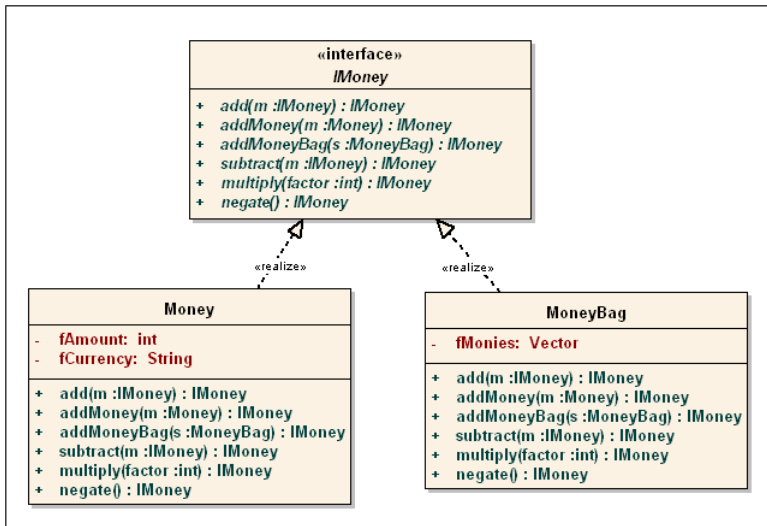 «interface»
IMoney
+ add(m :IMoney) : IMoney
+ addMoney(m :Money) : IMoney
+ addMoneyBag(s :MoneyBag) : IMoney
+ subtract(m :IMoney) : IMoney
+ multiply(factor :int) : IMoney
+ negate() : IMoney
«realize»
«realize»
Money
- fAmount: int
- fCurrency: String
+ add(m :IMoney) : IMoney
+ addMoney(m :Money) : IMoney
+ addMoneyBag(s :MoneyBag) : IMoney
+ subtract(m :IMoney) : IMoney
+ multiply(factor :int) : IMoney
+ negate() : IMoney
MoneyBag
- fMonies: Vector
+ add(m :IMoney) : IMoney
+ addMoney(m :Money) : IMoney
+ addMoneyBag(s :MoneyBag) : IMoney
+ subtract(m :IMoney) : IMoney
+ multiply(factor :int) : IMoney
+ negate() : IMoney